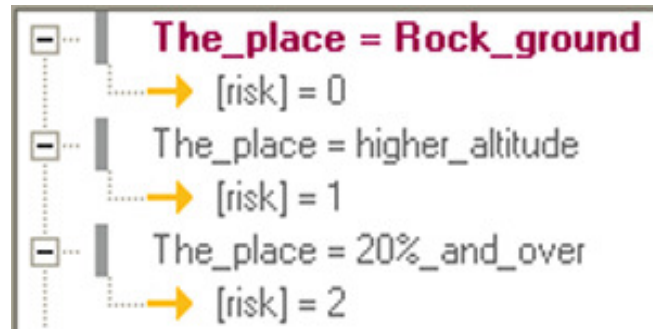 The_place = Rock_ground
[risk] = 0
The_place = higher_altitude
[risk] = 1
The_place = 20%_and_over
[risk] = 2